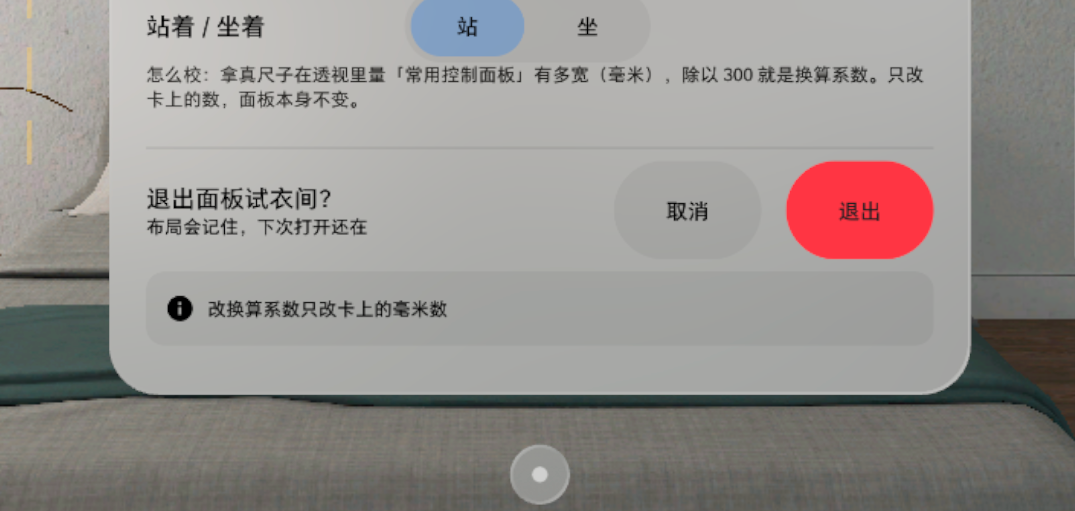 站着 / 坐着
站
坐
怎么校：拿真尺子在透视里量「常用控制面板」有多宽（毫米），除以 300 就是换算系数。只改
卡上的数，面板本身不变。
退出面板试衣间？
布局会记住，下次打开还在
取消
退出
改换算系数只改卡上的毫米数